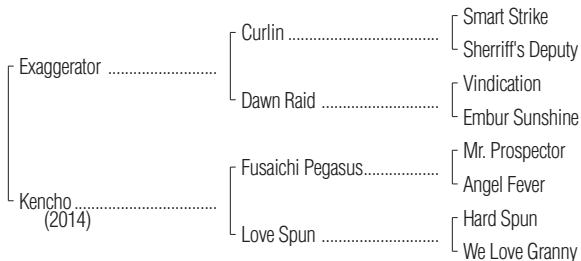 Smart Strike
Curlin
Sherriff's Deputy
Exaggerator
Vindication
Dawn Raid
Embur Sunshine
Mr. Prospector
Fusaichi Pegasus
Angel Fever
Kencho
(2014)
Hard Spun
Love Spun
We Love Granny